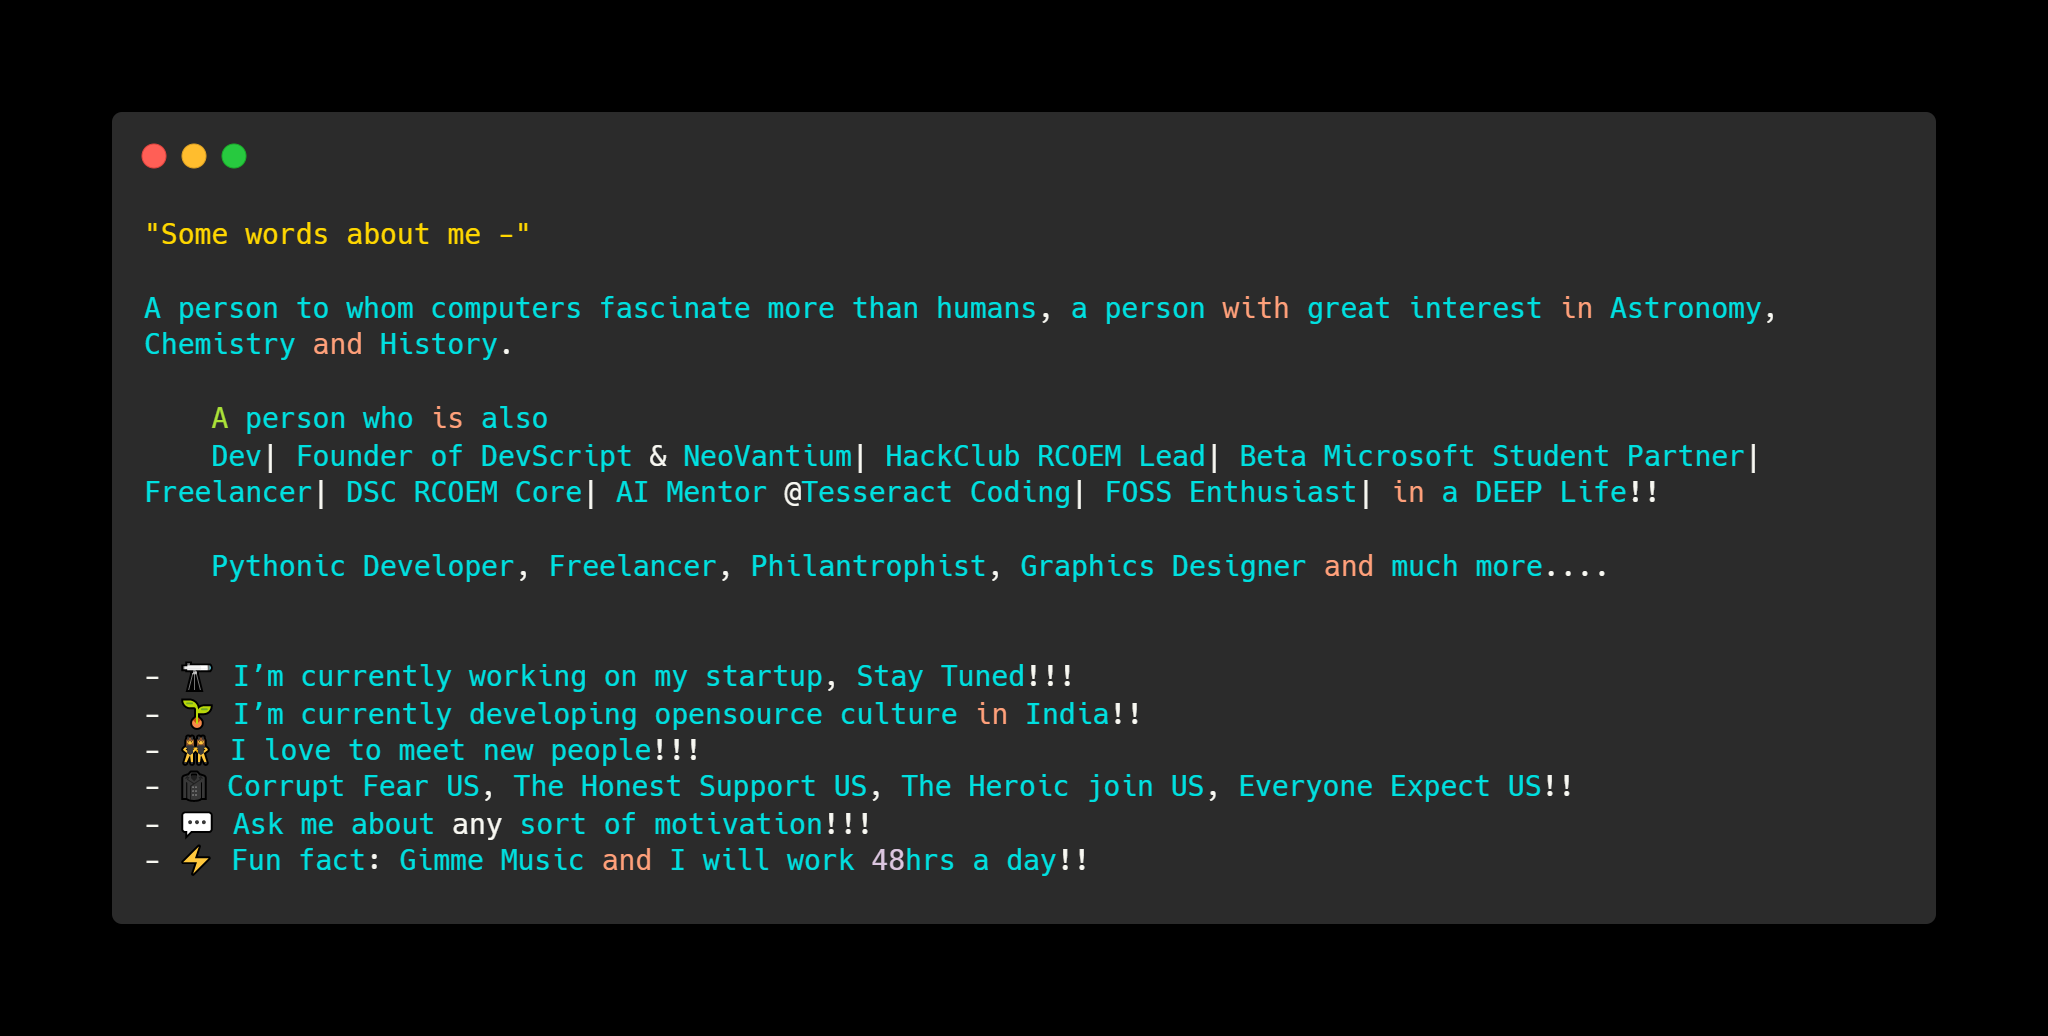 "Some words about me -"
A person to whom computers fascinate more than humans, a person with great interest in Astronomy,
Chemistry and History.
A person who is also
Dev| Founder of DevScript & NeoVantium| HackClub RCOEM Lead| Beta Microsoft Student Partner|
Freelancer| DSC RCOEM Core| AI Mentor @Tesseract Coding| FOSS Enthusiast| in a DEEP Life!!
Pythonic Developer, Freelancer, Philantrophist, Graphics Designer and much more....
- 🔭 I’m currently working on my startup, Stay Tuned!!!
- 🌱 I’m currently developing opensource culture in India!!
- 👯 I love to meet new people!!!
- 🥼 Corrupt Fear US, The Honest Support US, The Heroic join US, Everyone Expect US!!
- 💬 Ask me about any sort of motivation!!!
- ⚡ Fun fact: Gimme Music and I will work 48hrs a day!!